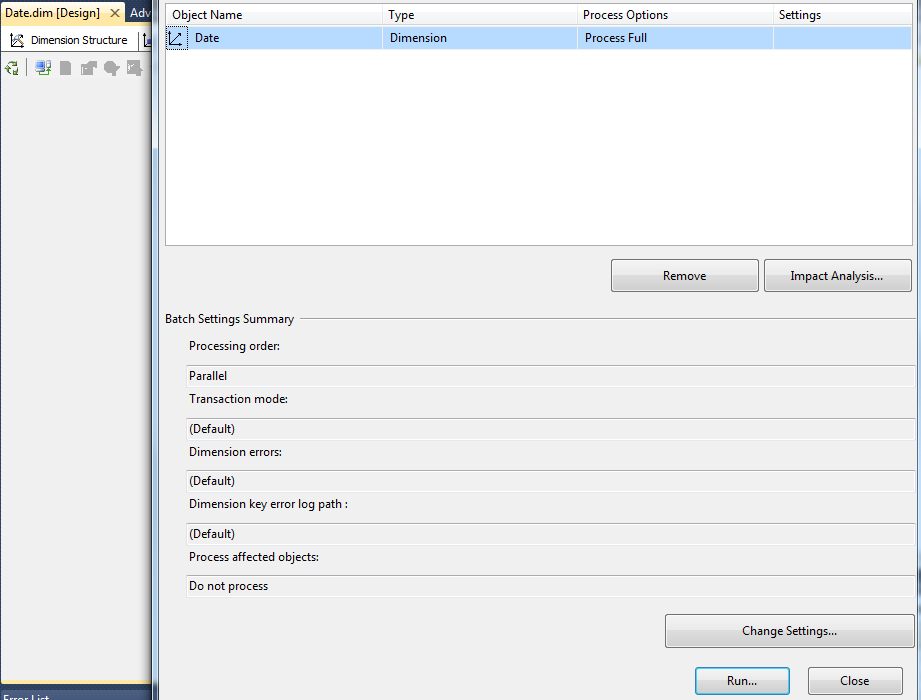 Date.dim [Design] Adv
Dimension Structure
Object Name Type Process Options Settings
Date Dimension Process Full
Remove Impact Analysis...
Batch Settings Summary
Processing order:
Parallel
Transaction mode:
(Default)
Dimension errors:
(Default)
Dimension key error log path :
(Default)
Process affected objects:
Do not process
Change Settings...
Run... Close
Error List